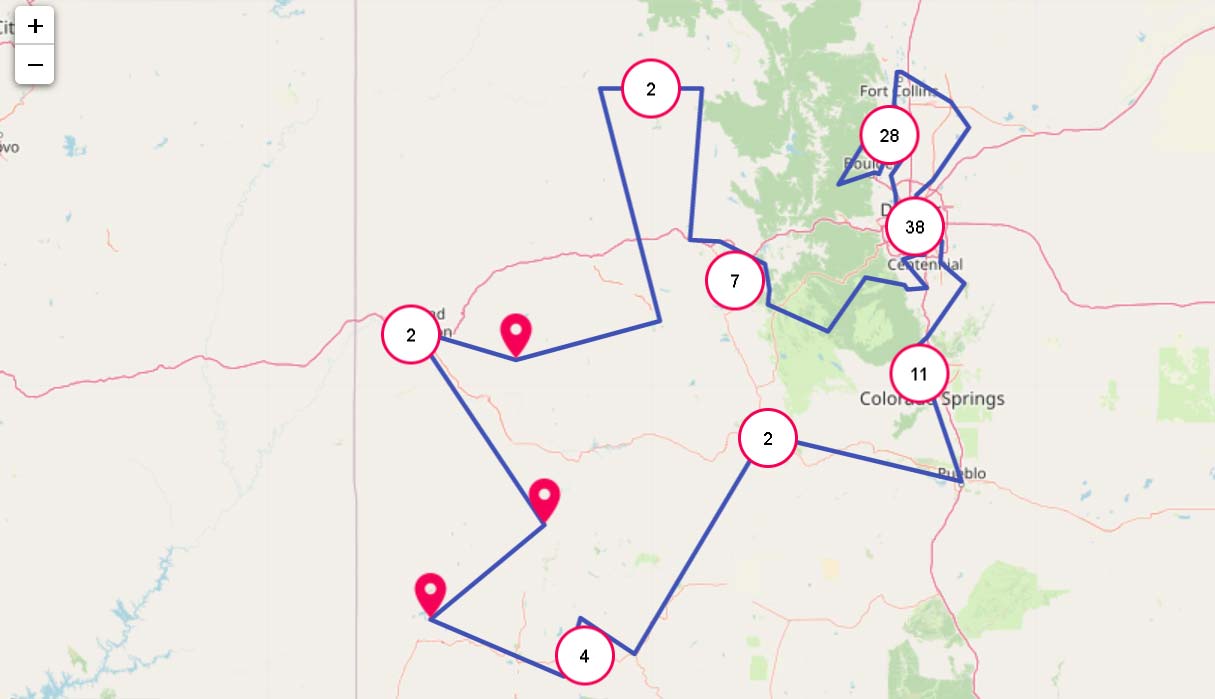 +
−
2
Fort Collins
28
38
Centennial
7
2
11
Colorado Springs
2
Pueblo
4